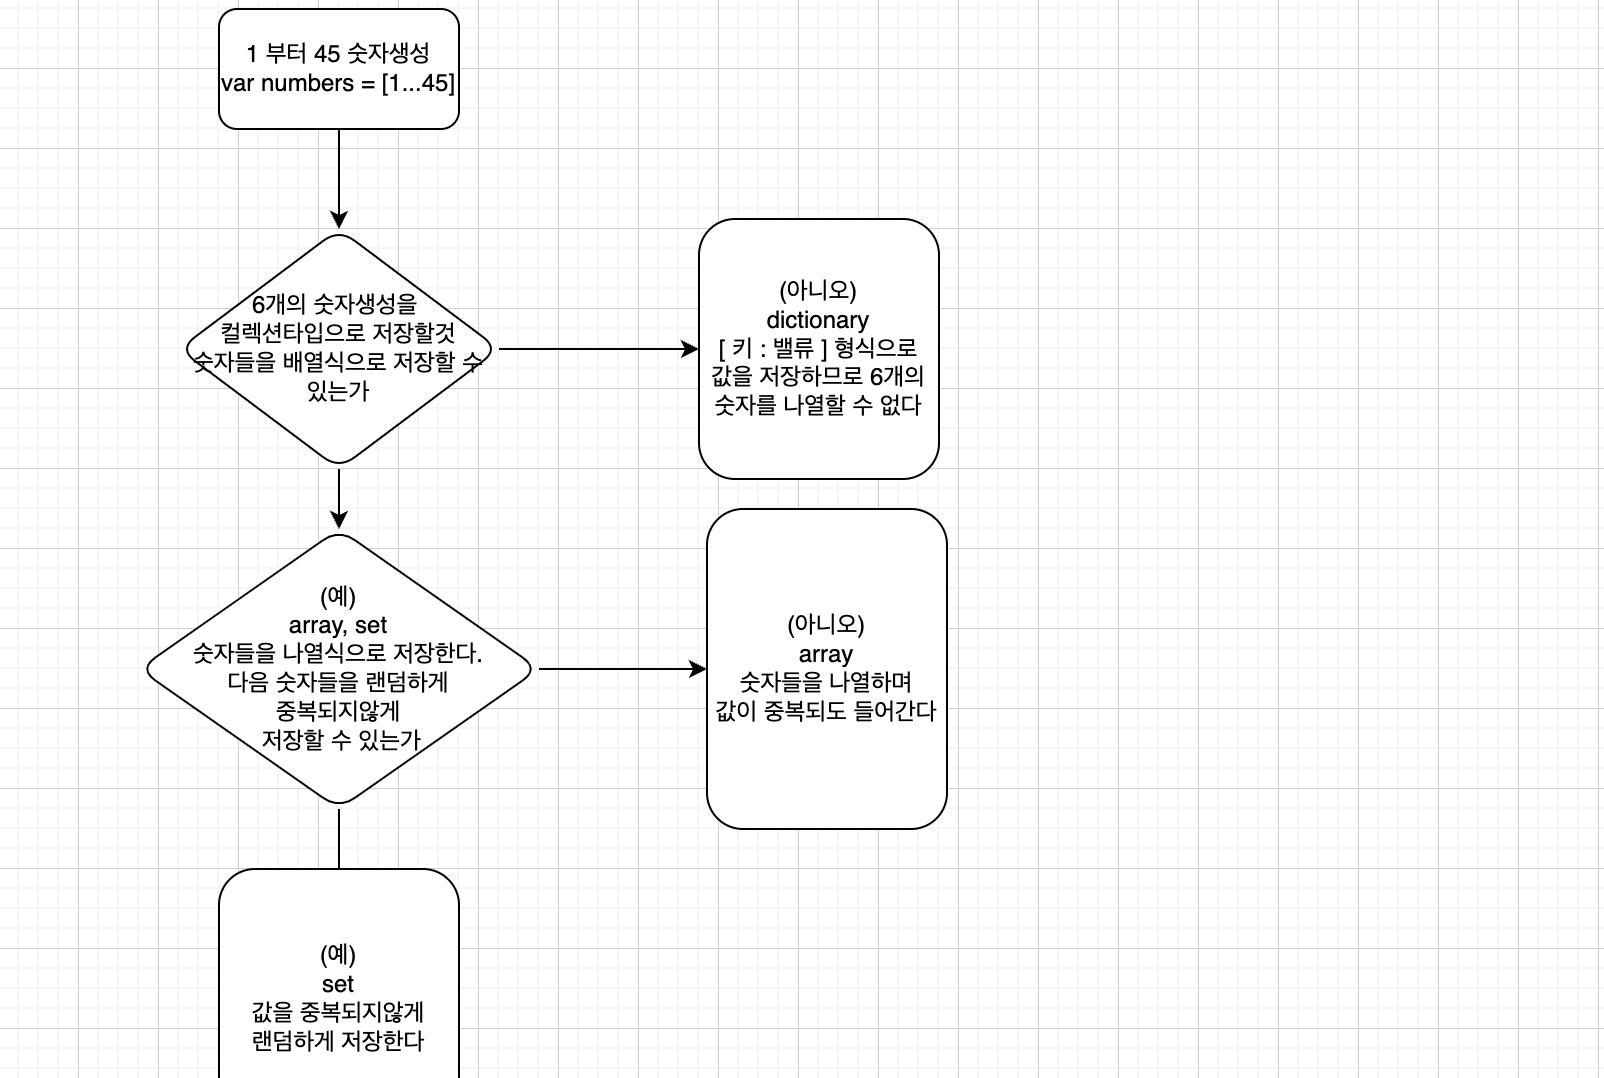 1 부터 45 숫자생성
var numbers = [1...45]
6개의 숫자생성을
컬렉션타입으로 저장할것
숫자들을 배열식으로 저장할 수
있는가
(아니오)
dictionary
[ 키 : 밸류 ] 형식으로
값을 저장하므로 6개의
숫자를 나열할 수 없다
(예)
array, set
숫자들을 나열식으로 저장한다.
다음 숫자들을 랜덤하게
중복되지않게
저장할 수 있는가
(아니오)
array
숫자들을 나열하며
값이 중복되도 들어간다
(예)
set
값을 중복되지않게
랜덤하게 저장한다